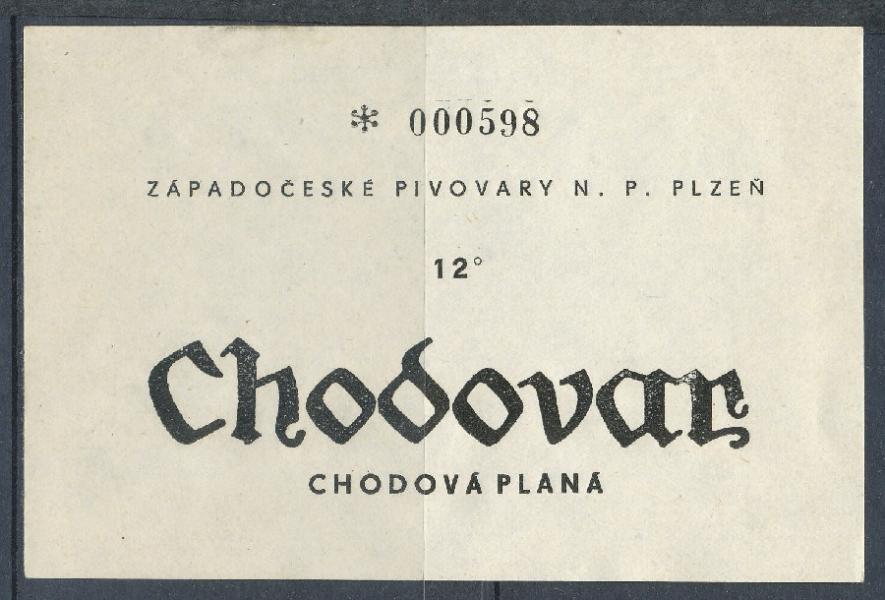 * 000598
ZÁPADOČESKÉ PIVOVARY N. P. PLZEŇ
12°
Chodovar
CHODOVÁ PLANÁ